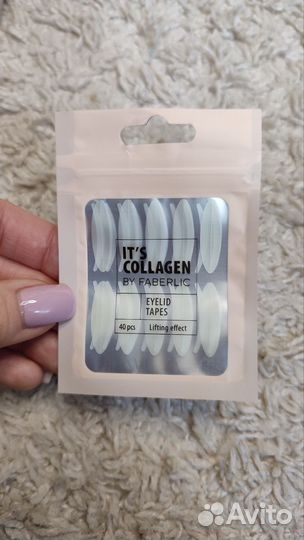 IT'S
COLLAGEN
BY FABERLIC
EYELID
TAPES
40 pcs Lifting effect
Avito